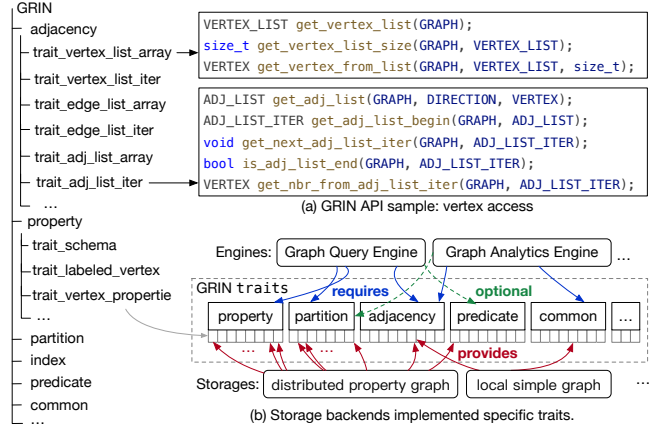 GRIN
adjacency
trait_vertex_list_array
trait_vertex_list_iter
trait_edge_list_array
trait_edge_list_iter
trait_adj_list_array
trait_adj_list_iter
...
property
trait_schema
trait_labeled_vertex
trait_vertex_propertie
...
partition
index
predicate
common
...
VERTEX_LIST get_vertex_list(GRAPH);
size_t get_vertex_list_size(GRAPH, VERTEX_LIST);
VERTEX get_vertex_from_list(GRAPH, VERTEX_LIST, size_t);
ADJ_LIST get_adj_list(GRAPH, DIRECTION, VERTEX);
ADJ_LIST_ITER get_adj_list_begin(GRAPH, ADJ_LIST);
void get_next_adj_list_iter(GRAPH, ADJ_LIST_ITER);
bool is_adj_list_end(GRAPH, ADJ_LIST_ITER);
VERTEX get_nbr_from_adj_list_iter(GRAPH, ADJ_LIST_ITER);
(a) GRIN API sample: vertex access
Engines: Graph Query Engine Graph Analytics Engine ...
GRIN traits requires optional
property partition adjacency predicate common ...
... ... provides
Storages: distributed property graph local simple graph ...
(b) Storage backends implemented specific traits.